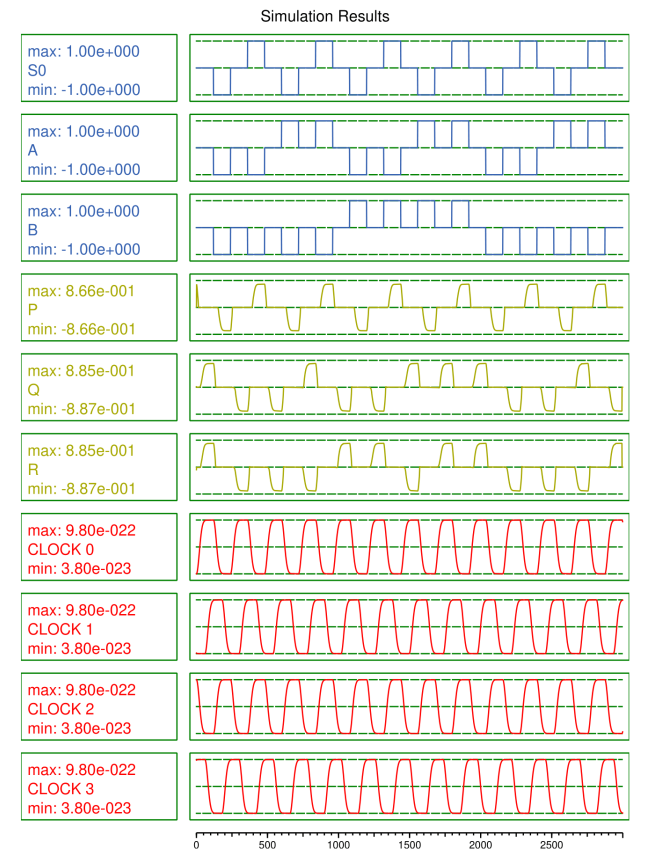 Simulation Results
max: 1.00e+000
S0
min: -1.00e+000
max: 1.00e+000
A
min: -1.00e+000
max: 1.00e+000
B
min: -1.00e+000
max: 8.66e-001
P
min: -8.66e-001
max: 8.85e-001
Q
min: -8.87e-001
max: 8.85e-001
R
min: -8.87e-001
max: 9.80e-022
CLOCK 0
min: 3.80e-023
max: 9.80e-022
CLOCK 1
min: 3.80e-023
max: 9.80e-022
CLOCK 2
min: 3.80e-023
max: 9.80e-022
CLOCK 3
min: 3.80e-023
0 500 1000 1500 2000 2500